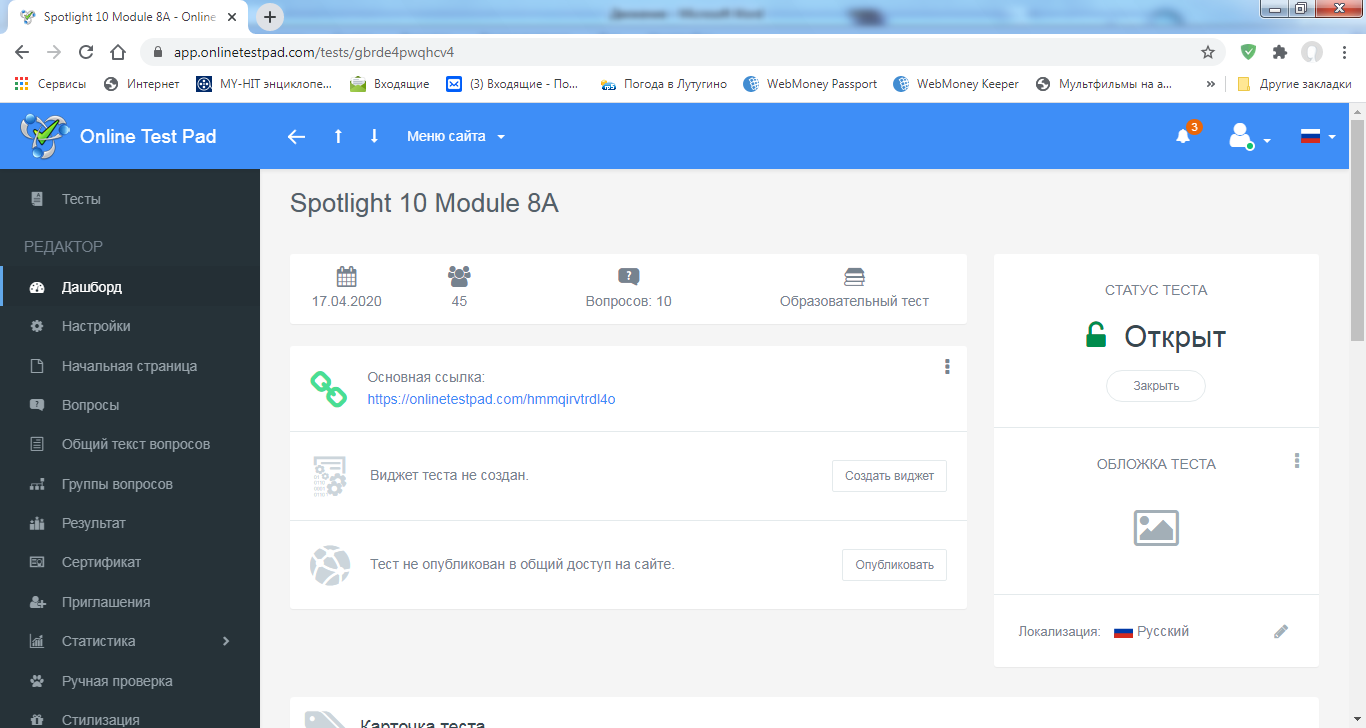 Spotlight 10 Module 8A - Online
app.onlinetestpad.com/tests/gbrde4pwqhcv4
Сервисы
Интернет
MY-HIT энциклопе...
Входящие
(3) Входящие - По...
Погода в Лутугино
WebMoney Passport
WebMoney Keeper
Мультфильмы на а...
»
Другие закладки
Online Test Pad
Меню сайта
3
Тесты
РЕДАКТОР
Дашборд
Настройки
Начальная страница
Вопросы
Общий текст вопросов
Группы вопросов
Результат
Сертификат
Приглашения
Статистика
Ручная проверка
Стилизация
Spotlight 10 Module 8A
17.04.2020
45
Вопросов: 10
Образовательный тест
Основная ссылка:
https://onlinetestpad.com/hmmqirvtrdl4o
Виджет теста не создан.
Создать виджет
Тест не опубликован в общий доступ на сайте.
Опубликовать
СТАТУС ТЕСТА
Открыт
Закрыть
ОБЛОЖКА ТЕСТА
Локализация:
Русский
Карточка теста